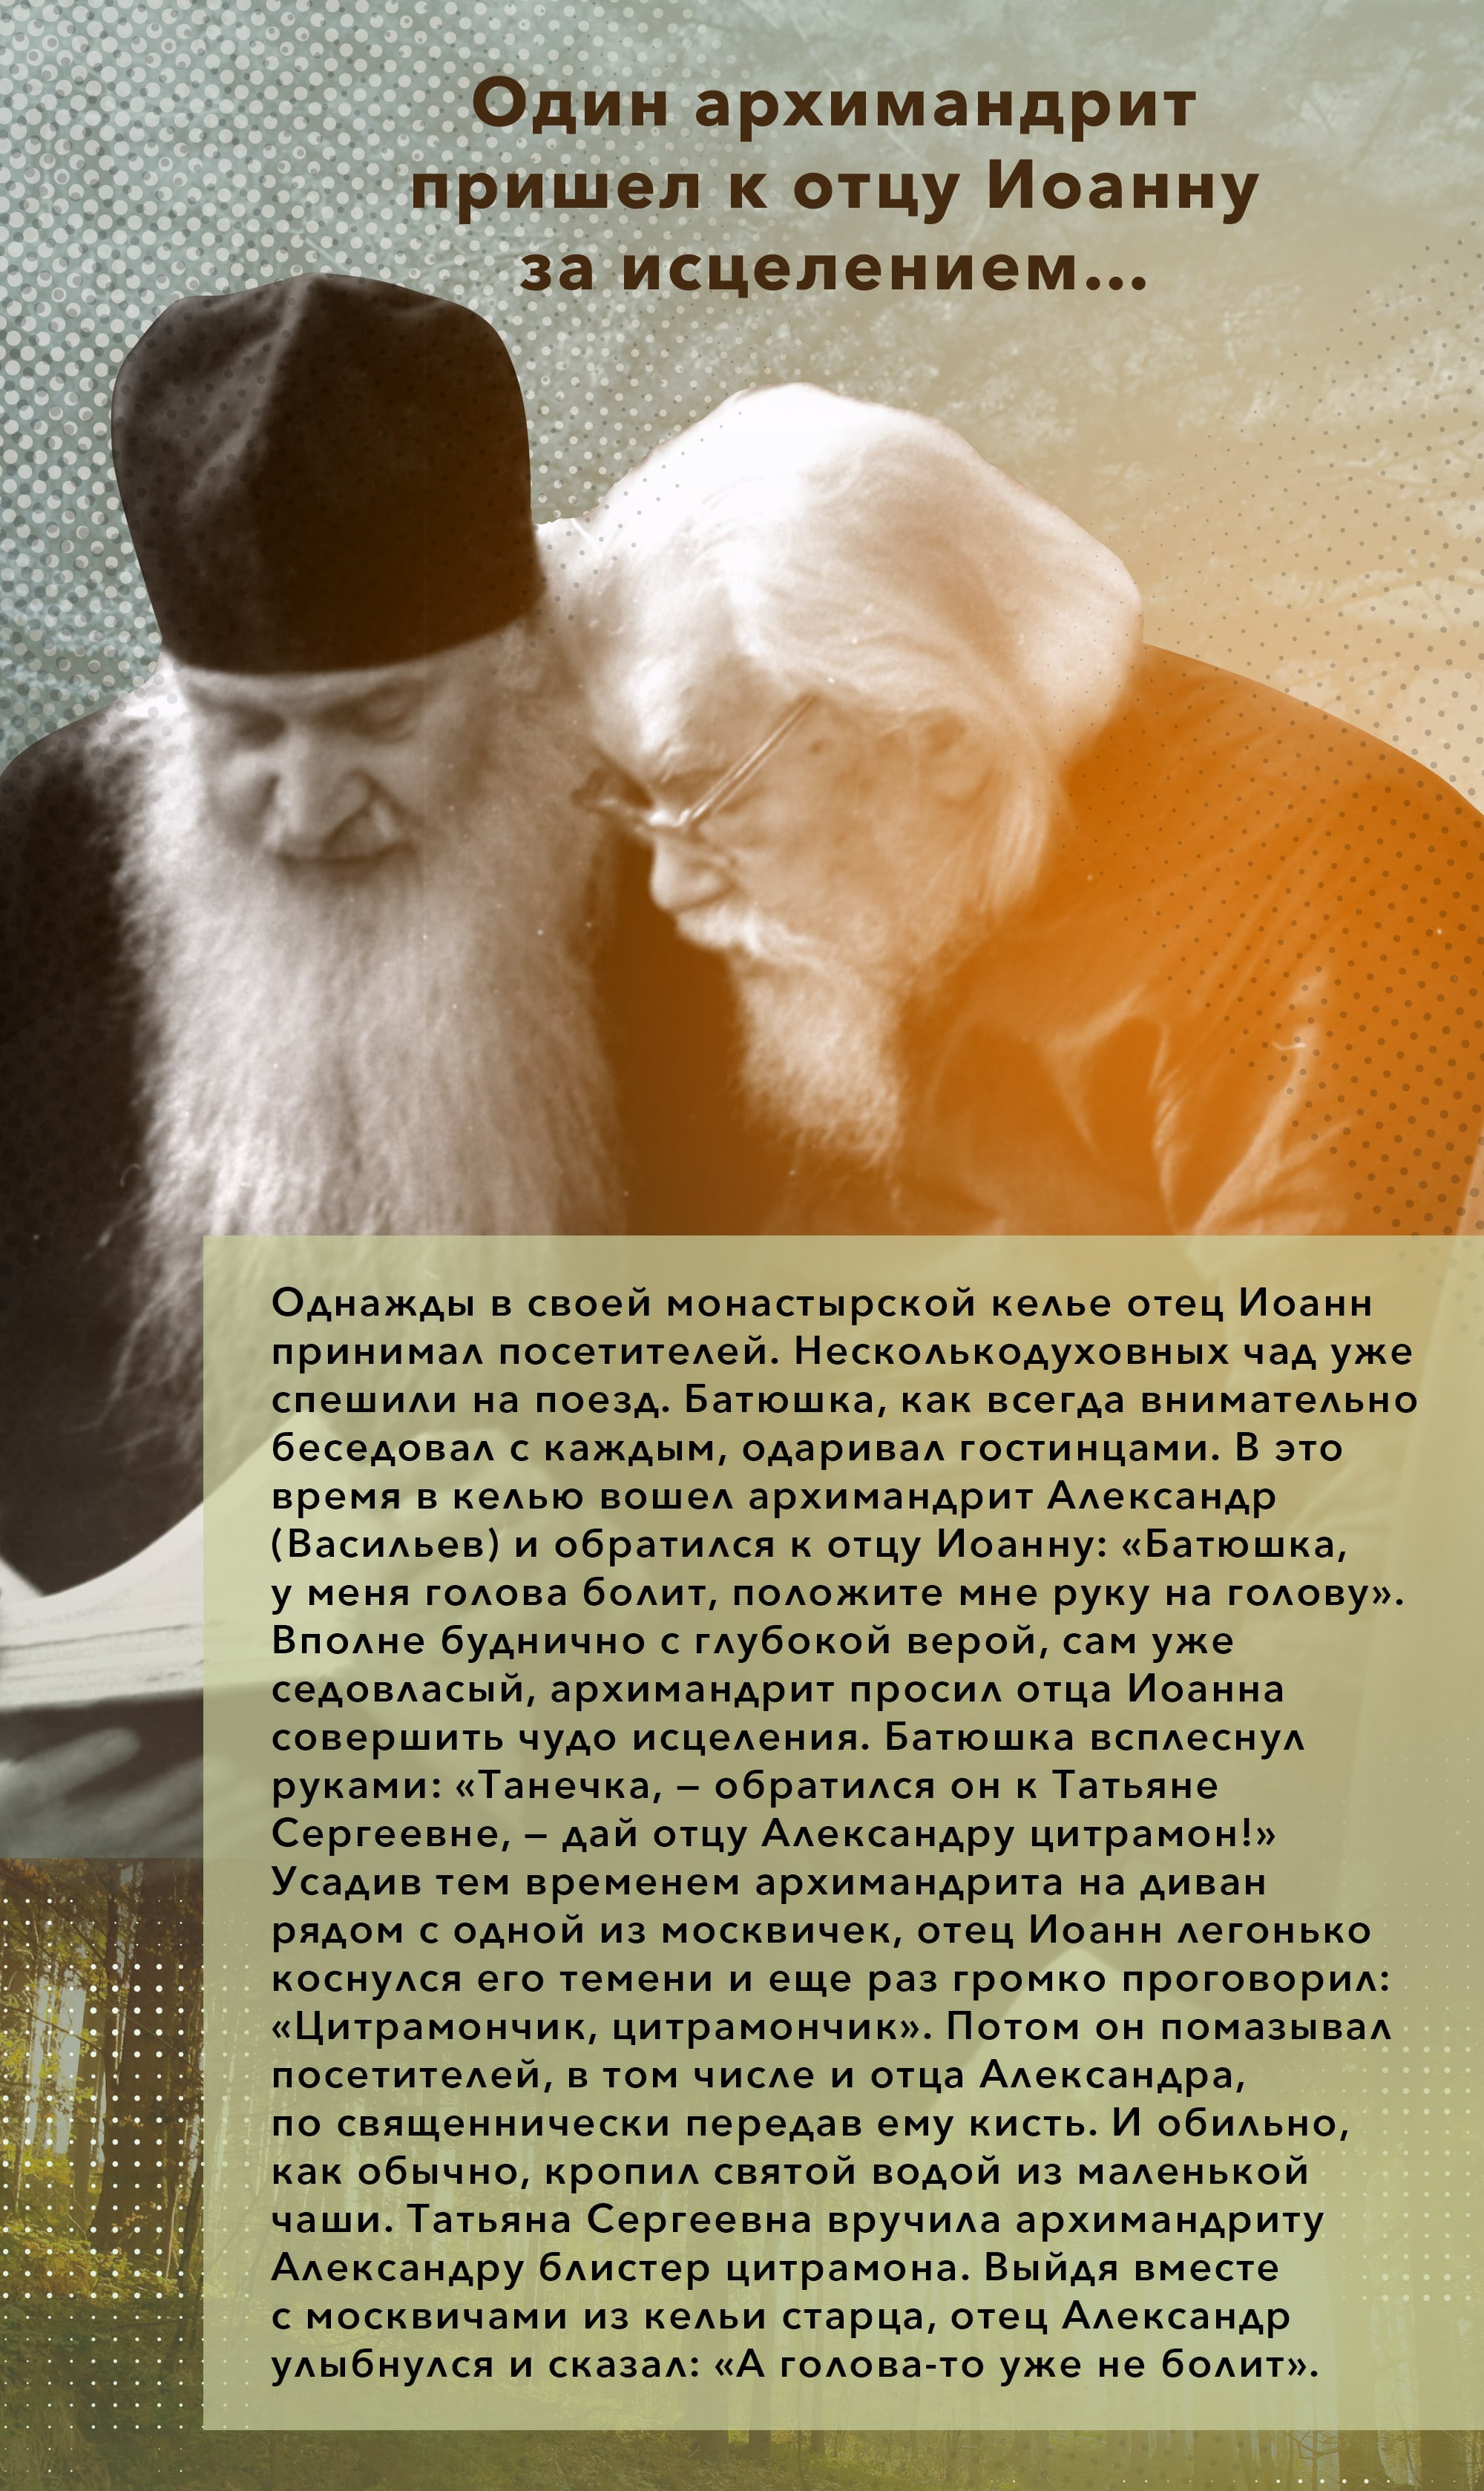 Один архимандрит
пришел к отцу Иоанну
за исцелением...
Однажды в своей монастырской келье отец Иоанн
принимал посетителей. Несколькодуховных чад уже
спешили на поезд. Батюшка, как всегда внимательно
беседовал с каждым, одаривал гостинцами. В это
время в келью вошел архимандрит Александр
(Васильев) и обратился к отцу Иоанну: «Батюшка,
у меня голова болит, положите мне руку на голову».
Вполне буднично с глубокой верой, сам уже
седовласый, архимандрит просил отца Иоанна
совершить чудо исцеления. Батюшка всплеснул
руками: «Танечка, – обратился он к Татьяне
Сергеевне, – дай отцу Александру цитрамон!»
Усадив тем временем архимандрита на диван
рядом с одной из москвичек, отец Иоанн легонько
коснулся его темени и еще раз громко проговорил:
«Цитрамончик, цитрамончик». Потом он помазывал
посетителей, в том числе и отца Александра,
по священнически передав ему кисть. И обильно,
как обычно, кропил святой водой из маленькой
чаши. Татьяна Сергеевна вручила архимандриту
Александру блистер цитрамона. Выйдя вместе
с москвичами из кельи старца, отец Александр
улыбнулся и сказал: «А голова-то уже не болит».